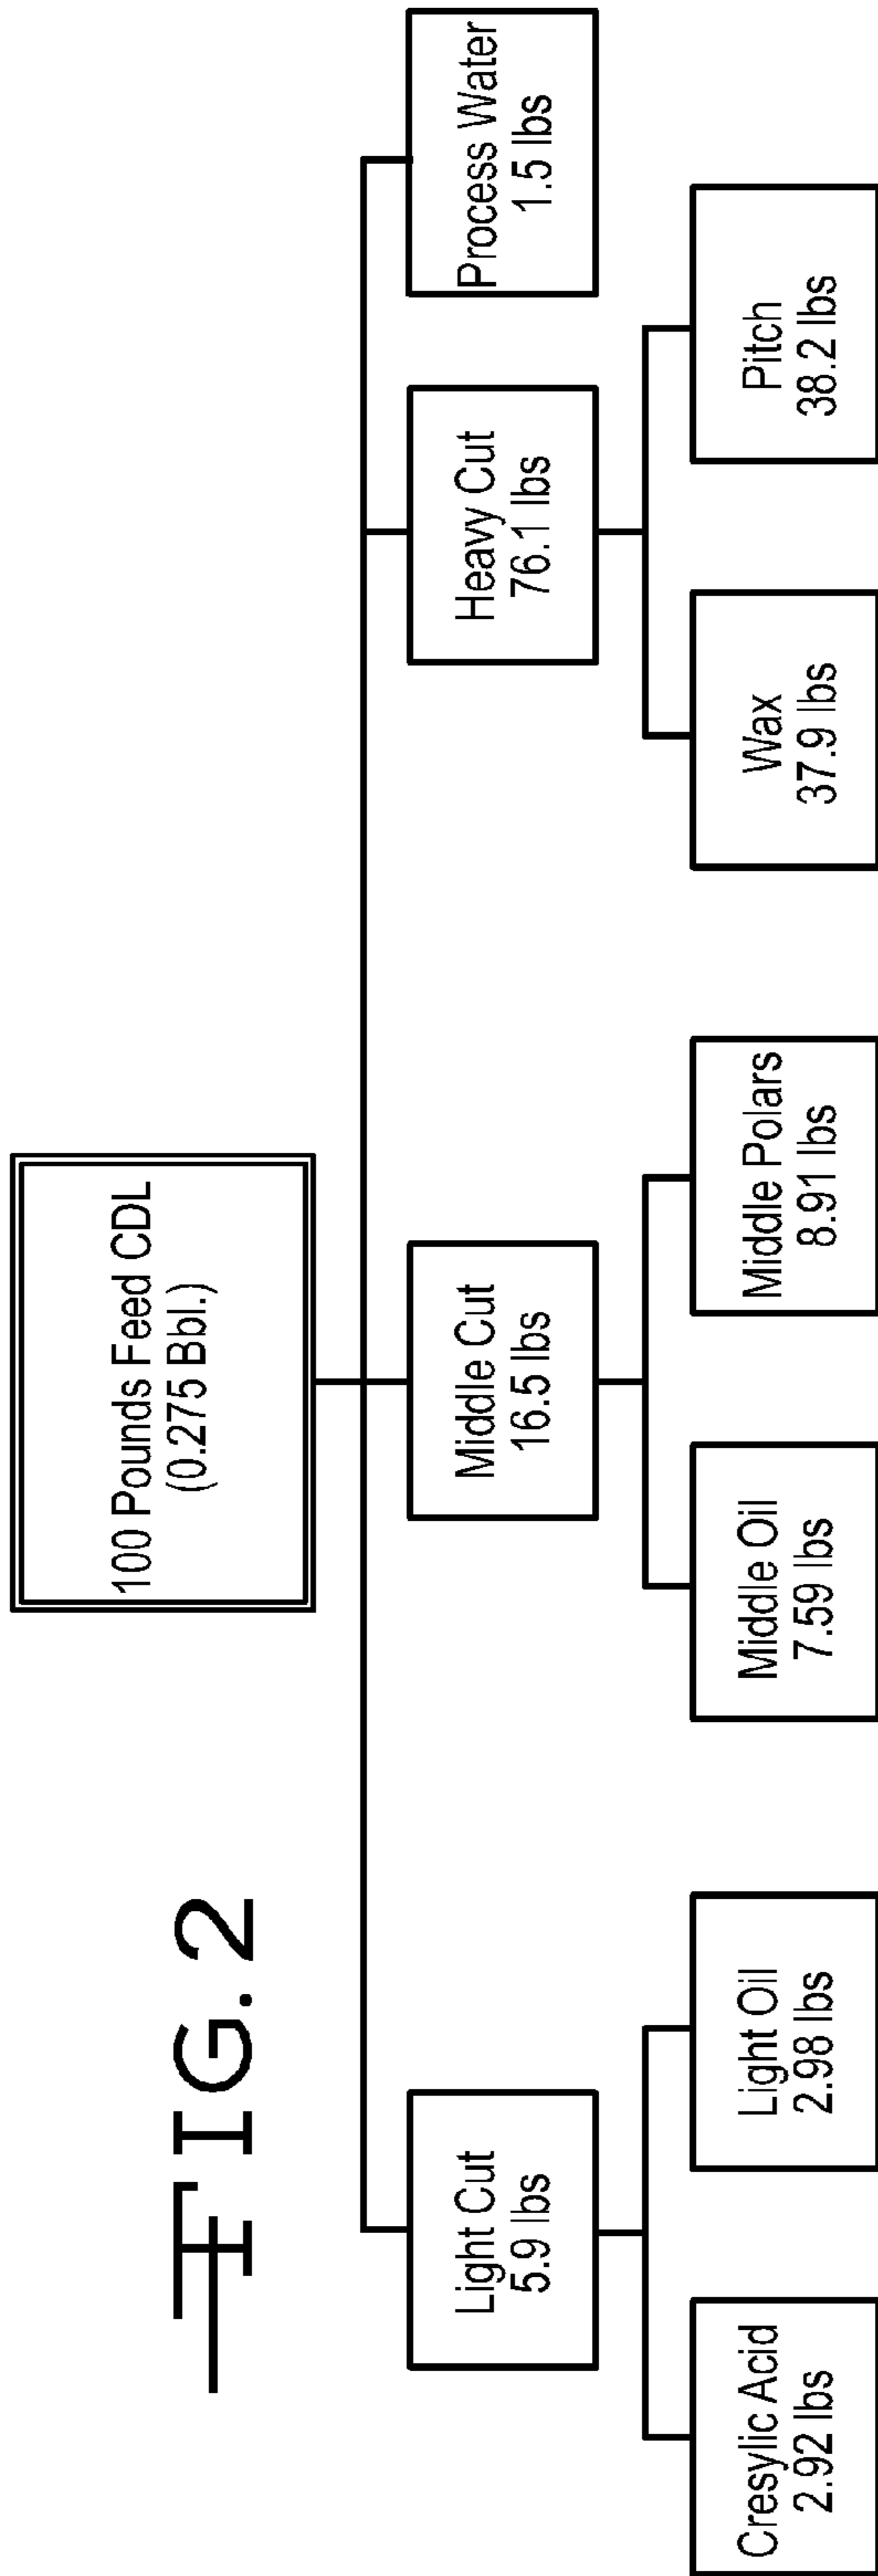 FIG. 2
100 Pounds Feed CDL
(0.275 Bbl.)
Light Cut
5.9 lbs
Middle Cut
16.5 lbs
Heavy Cut
76.1 lbs
Process Water
1.5 lbs
Cresylic Acid
2.92 lbs
Light Oil
2.98 lbs
Middle Oil
7.59 lbs
Middle Polars
8.91 lbs
Wax
37.9 lbs
Pitch
38.2 lbs